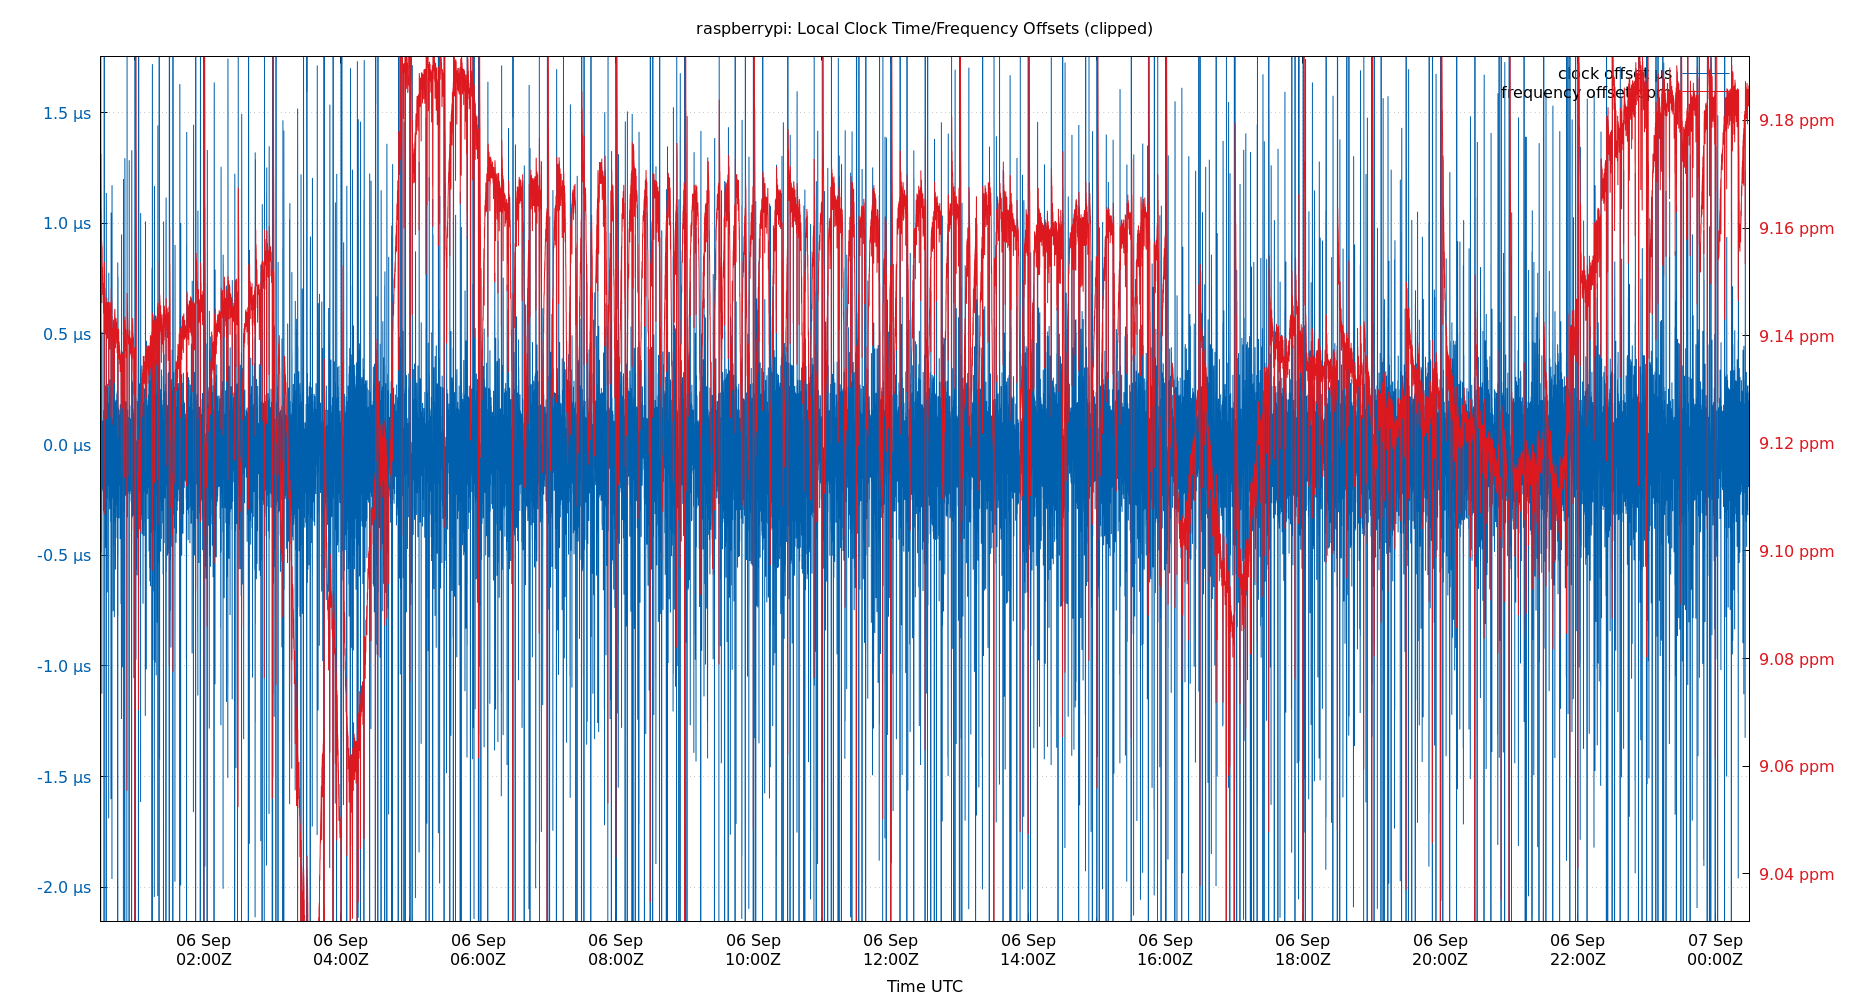 raspberrypi: Local Clock Time/Frequency Offsets (clipped)
clock offset µs
frequency offset ppm
1.5 µs
1.0 µs
0.5 µs
0.0 µs
-0.5 µs
-1.0 µs
-1.5 µs
-2.0 µs
9.18 ppm
9.16 ppm
9.14 ppm
9.12 ppm
9.10 ppm
9.08 ppm
9.06 ppm
9.04 ppm
06 Sep 06 Sep 06 Sep 06 Sep 06 Sep 06 Sep 06 Sep 06 Sep 06 Sep 06 Sep 06 Sep 07 Sep
02:00Z 04:00Z 06:00Z 08:00Z 10:00Z 12:00Z 14:00Z 16:00Z 18:00Z 20:00Z 22:00Z 00:00Z
Time UTC